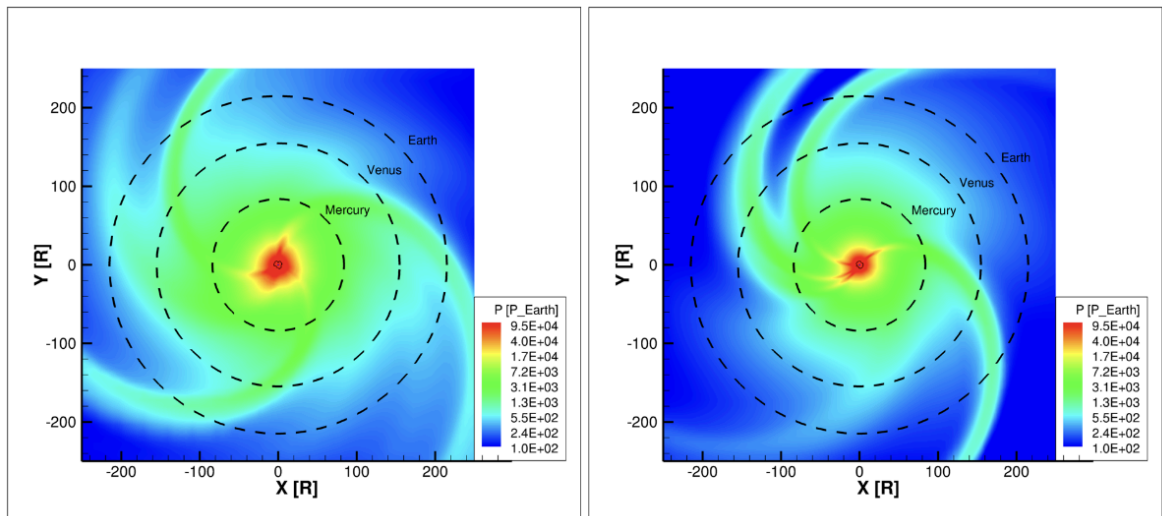 200
100
0
-100
-200
Y [R]
Earth
Venus
Mercury
P [P_Earth]
9.5E+04
4.0E+04
1.7E+04
7.2E+03
3.1E+03
1.3E+03
5.5E+02
2.4E+02
1.0E+02
-200 -100 0 100 200
X [R]
200
100
0
-100
-200
Y [R]
Earth
Venus
Mercury
P [P_Earth]
9.5E+04
4.0E+04
1.7E+04
7.2E+03
3.1E+03
1.3E+03
5.5E+02
2.4E+02
1.0E+02
-200 -100 0 100 200
X [R]